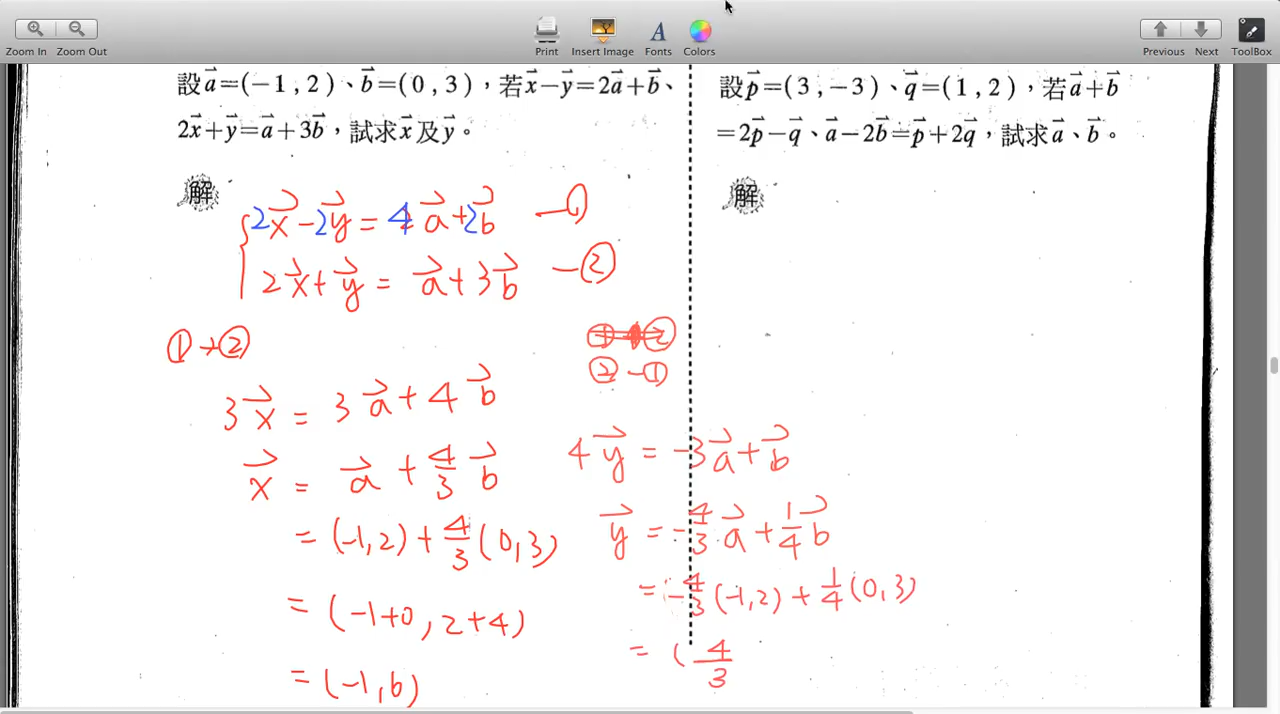 Zoom In Zoom Out Print Insert Image Fonts Colors Previous Next ToolBox
A
設a⃗=(-1,2)、b⃗=(0,3),若x⃗-y⃗=2a⃗+b⃗、
2x⃗+y⃗=a⃗+3b⃗,試求x⃗及y⃗。
解
2x⃗-2y⃗=4a⃗+2b⃗ -①
2x⃗+y⃗=a⃗+3b⃗ -②
①+②
3x⃗=3a⃗+4b⃗
x⃗=a⃗+4/3 b⃗
=(-1,2)+4/3(0,3)
=(-1+0,2+4)
=(-1,6)
②-①
4y⃗=-3a⃗+b⃗
y⃗=-4/3 a⃗+1/4 b⃗
=-4/3(-1,2)+1/4(0,3)
=(4/3
設p⃗=(3,-3)、q⃗=(1,2),若a⃗+b⃗
=2p⃗-q⃗、a⃗-2b⃗=p⃗+2q⃗,試求a⃗、b⃗。
解